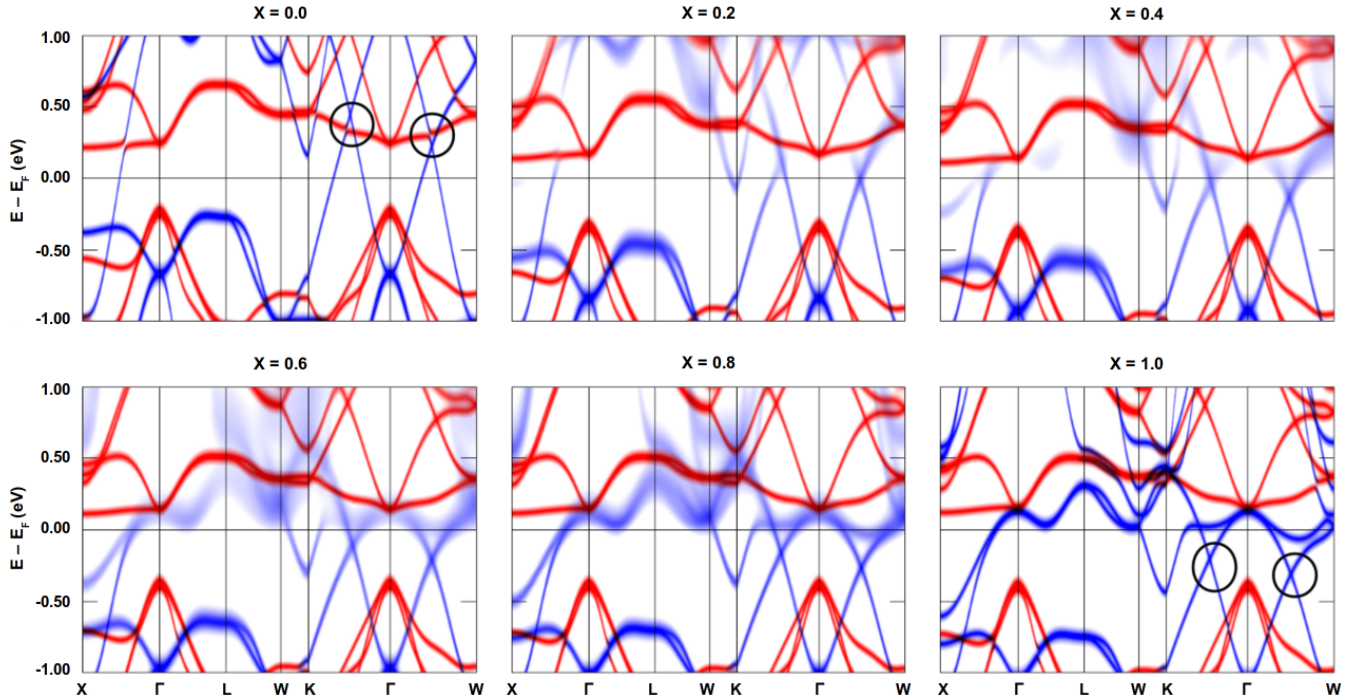 X = 0.0
X = 0.2
X = 0.4
1.00
0.50
0.00
-0.50
-1.00
E − E_F (eV)
X = 0.6
X = 0.8
X = 1.0
1.00
0.50
0.00
-0.50
-1.00
E − E_F (eV)
X Γ L W K Γ W
X Γ L W K Γ W
X Γ L W K Γ W